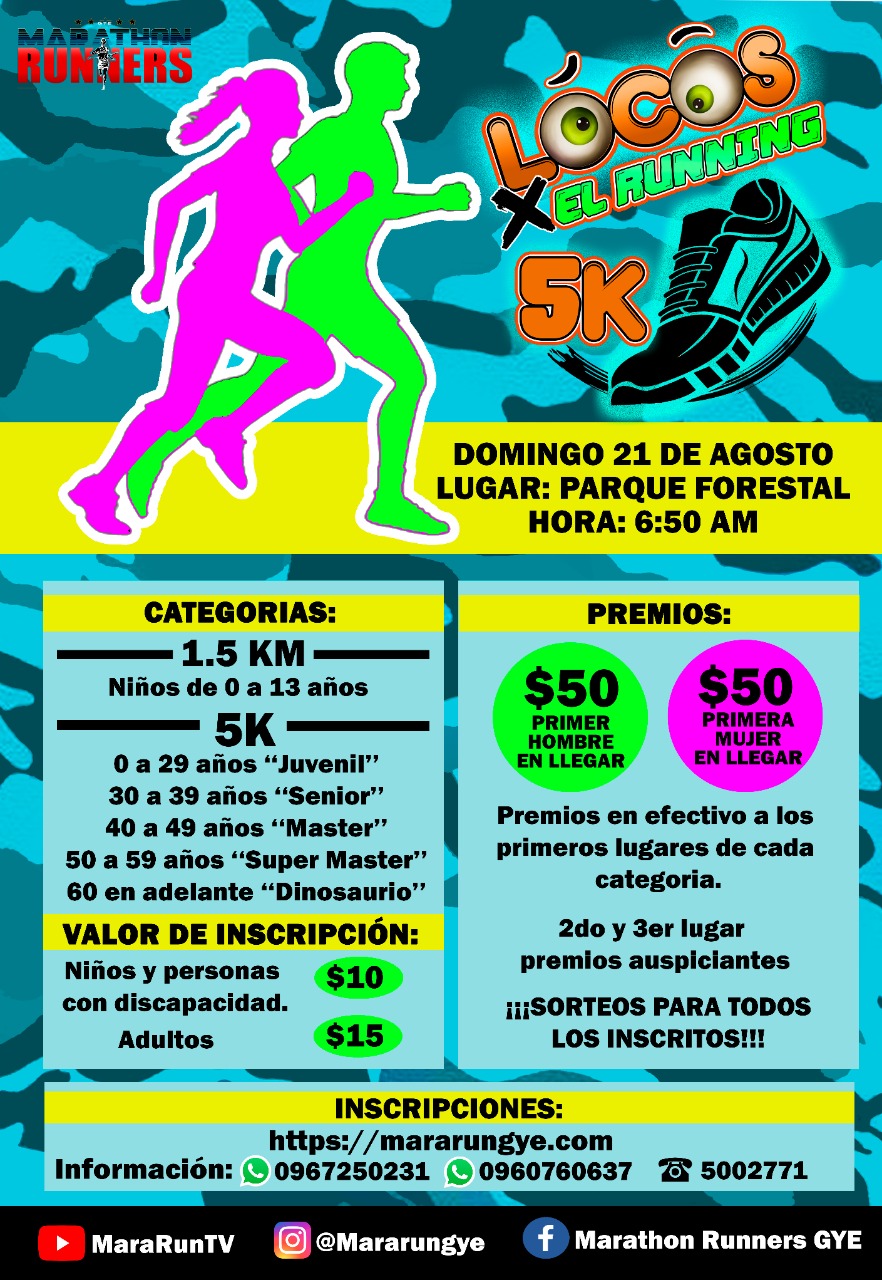 GYE
MARATHON
RUNNERS
LÓCŌS
X EL RUNNING
5K
DOMINGO 21 DE AGOSTO
LUGAR: PARQUE FORESTAL
HORA: 6:50 AM
CATEGORIAS:
1.5 KM
Niños de 0 a 13 años
5K
0 a 29 años “Juvenil”
30 a 39 años “Senior”
40 a 49 años “Master”
50 a 59 años “Super Master”
60 en adelante “Dinosaurio”
VALOR DE INSCRIPCIÓN:
Niños y personas
con discapacidad.
$10
Adultos
$15
PREMIOS:
$50
PRIMER
HOMBRE
EN LLEGAR
$50
PRIMERA
MUJER
EN LLEGAR
Premios en efectivo a los
primeros lugares de cada
categoria.
2do y 3er lugar
premios auspiciantes
¡¡¡SORTEOS PARA TODOS
LOS INSCRITOS!!!
INSCRIPCIONES:
https://mararungye.com
Información: 0967250231 0960760637 5002771
MaraRunTV @Mararungye Marathon Runners GYE